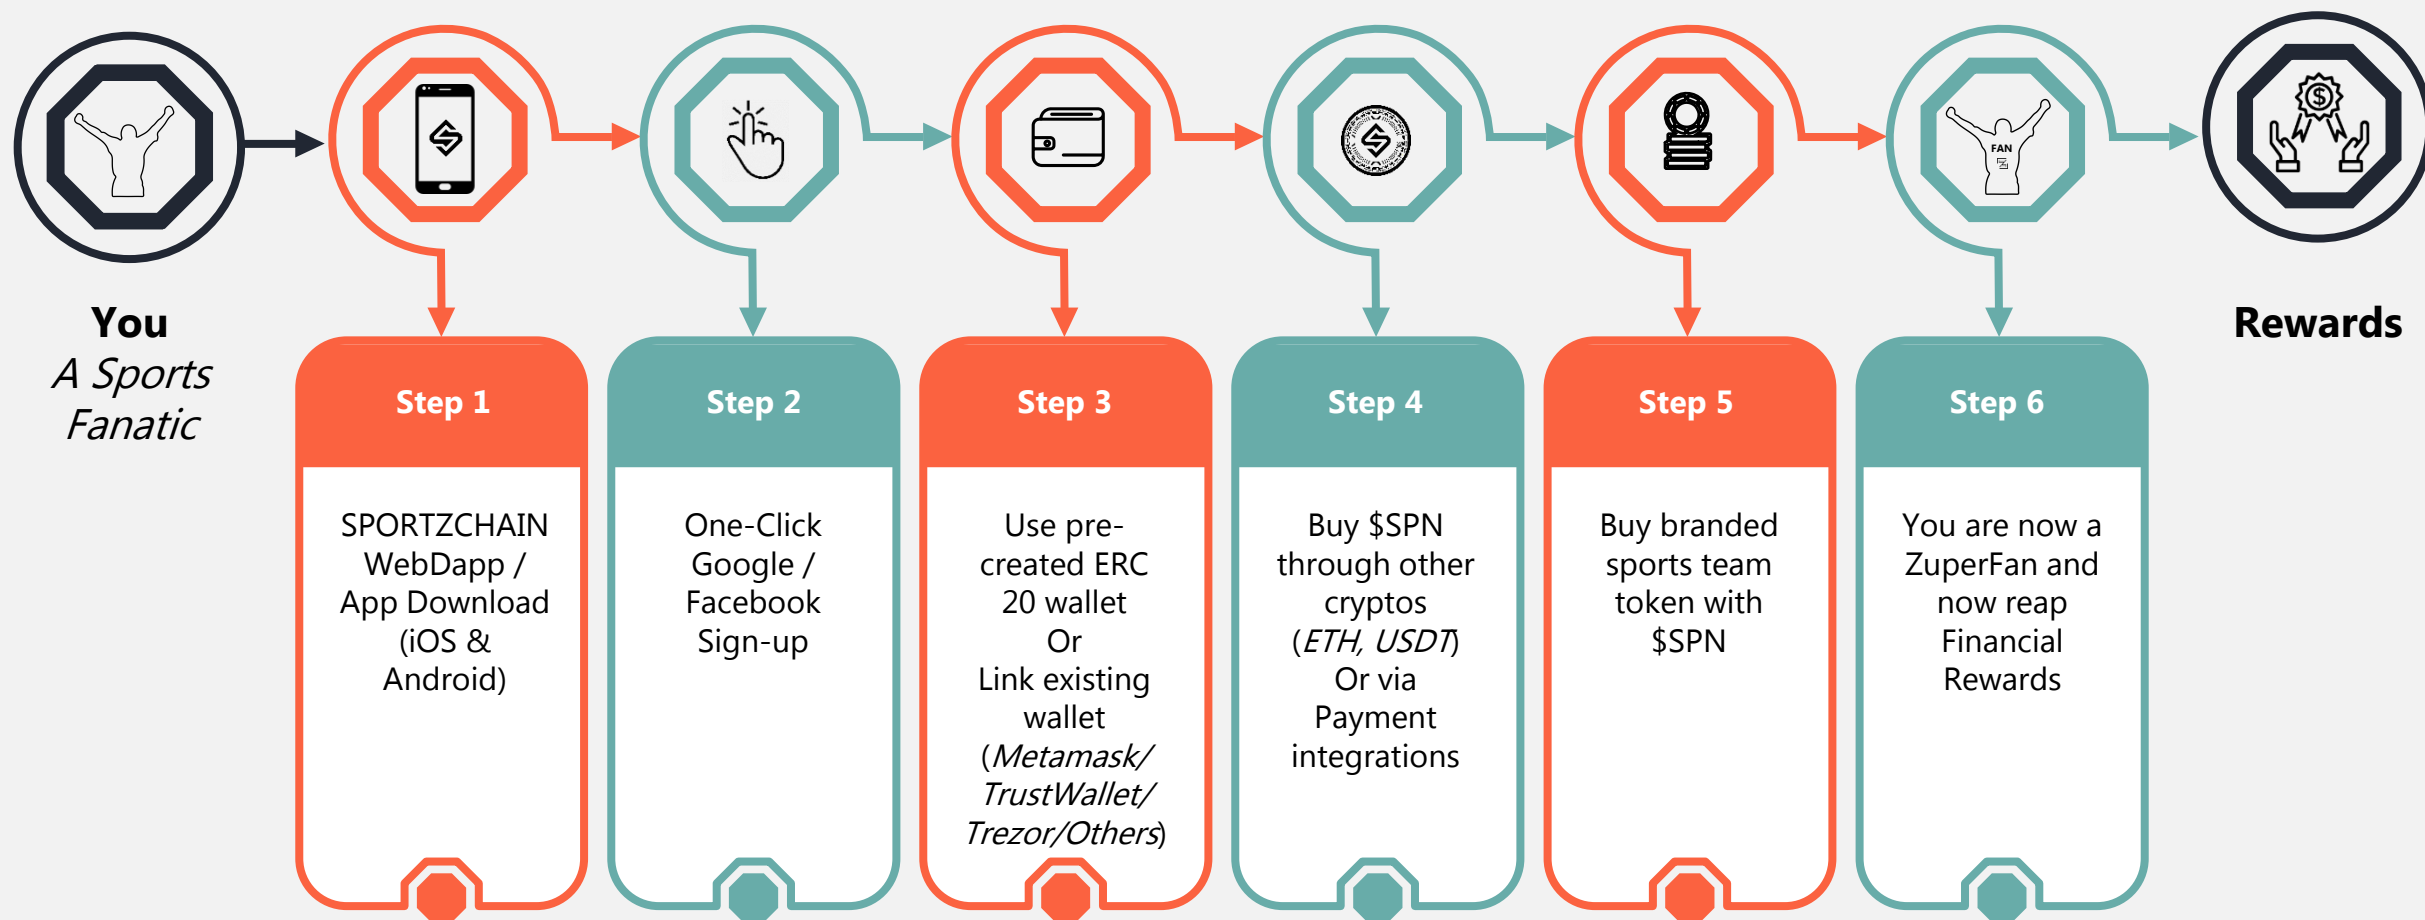 FAN
You
A Sports
Fanatic
Rewards
Step 1
SPORTZCHAIN
WebDapp /
App Download
(iOS &
Android)
Step 2
One-Click
Google /
Facebook
Sign-up
Step 3
Use pre-
created ERC
20 wallet
Or
Link existing
wallet
(Metamask/
TrustWallet/
Trezor/Others)
Step 4
Buy $SPN
through other
cryptos
(ETH, USDT)
Or via
Payment
integrations
Step 5
Buy branded
sports team
token with
$SPN
Step 6
You are now a
ZuperFan and
now reap
Financial
Rewards